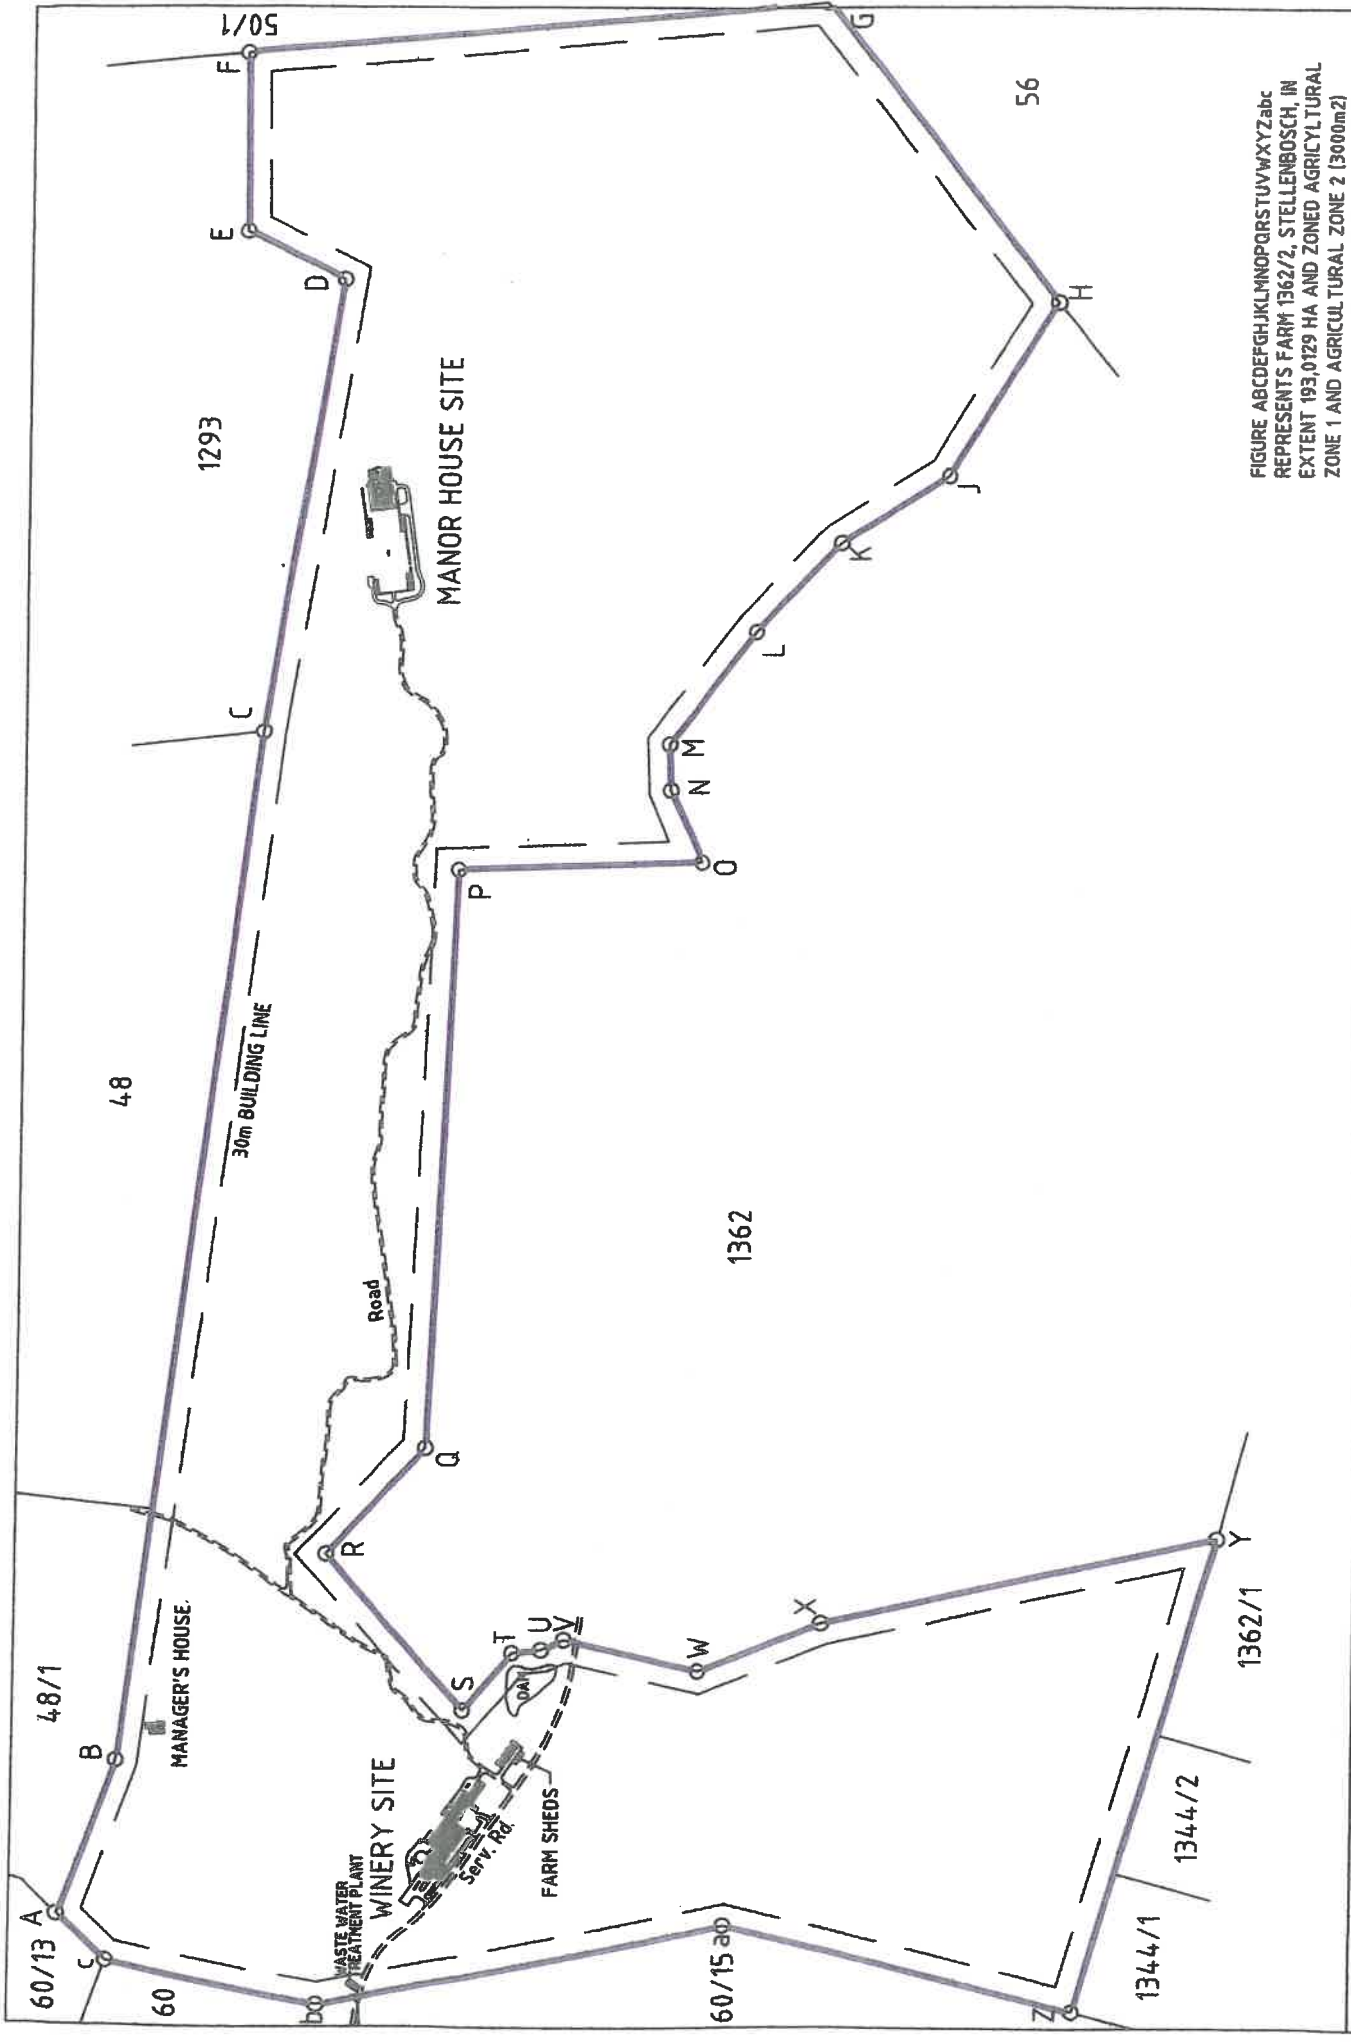 50/1
F
G
E
D
56
H
1293
MANOR HOUSE SITE
J
K
L
C
M
N
O
P
48
30m BUILDING LINE
Road
1362
Q
R
48/1
B
MANAGER'S HOUSE.
S
T
U
V
DAM
W
X
Y
1362/1
WINERY SITE
Serv. Rd.
FARM SHEDS
WASTE WATER
TREATMENT PLANT
60/13
A
c
60
b
60/15
a
Z
1344/1
1344/2
FIGURE ABCDEFGHJKLMNOPQRSTUVWXYZabc
REPRESENTS FARM 1362/2, STELLENBOSCH, IN
EXTENT 193,0129 HA AND ZONED AGRICYLTURAL
ZONE 1 AND AGRICULTURAL ZONE 2 (3000m2)